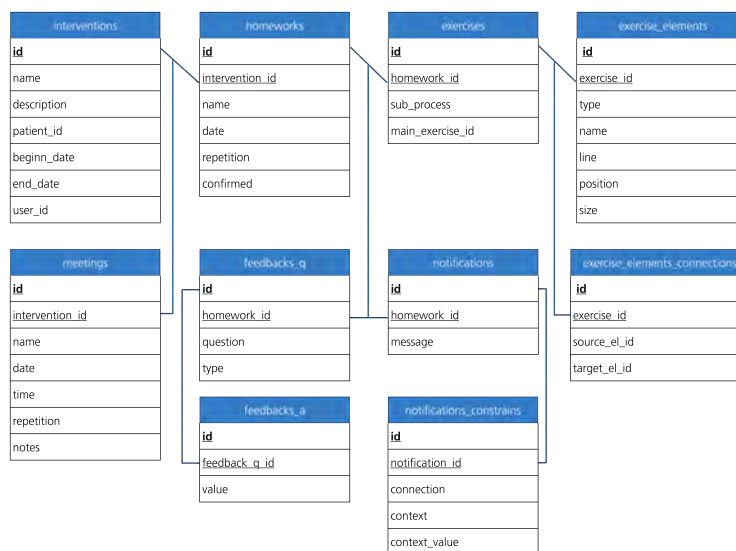 interventions
id
name
description
patient_id
beginn_date
end_date
user_id
homeworks
id
intervention_id
name
date
repetition
confirmed
exercises
id
homework_id
sub_process
main_exercise_id
exercise_elements
id
exercise_id
type
name
line
position
size
meetings
id
intervention_id
name
date
time
repetition
notes
feedbacks_q
id
homework_id
question
type
notifications
id
homework_id
message
exercise_elements_connections
id
exercise_id
source_el_id
target_el_id
feedbacks_a
id
feedback_q_id
value
notifications_constrains
id
notification_id
connection
context
context_value